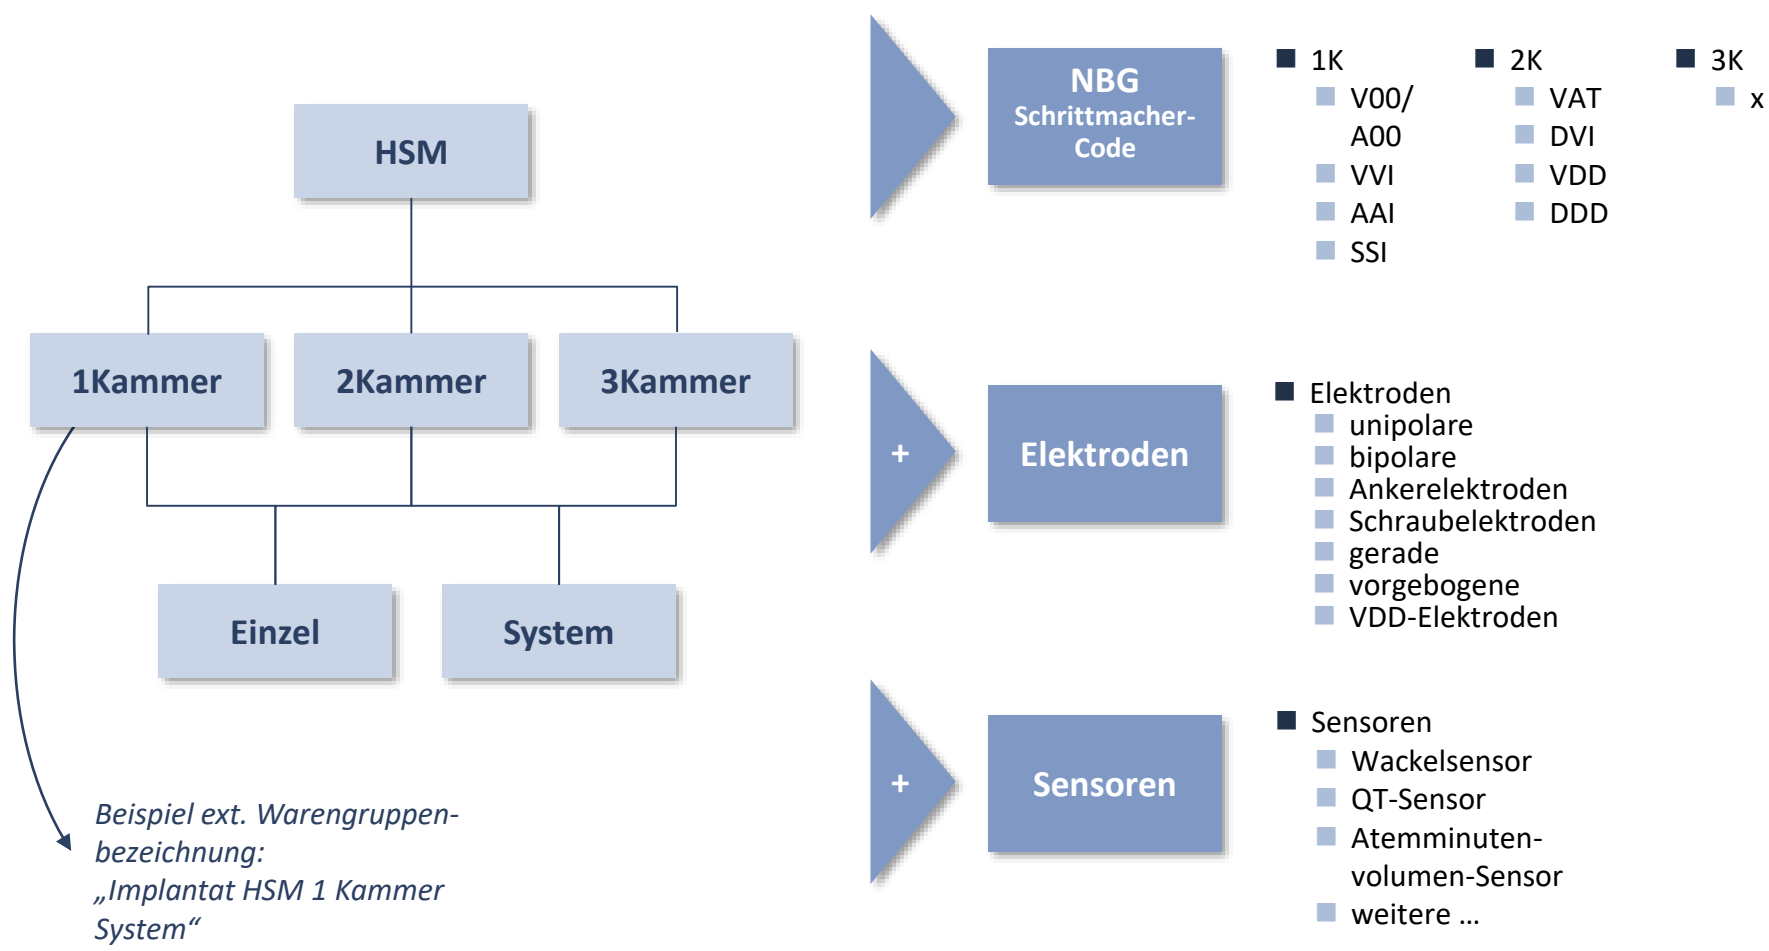 HSM
1Kammer
2Kammer
3Kammer
Einzel
System
Beispiel ext. Warengruppen-
bezeichnung:
„Implantat HSM 1 Kammer
System“
NBG
Schrittmacher-
Code
1K
V00/
A00
VVI
AAI
SSI
2K
VAT
DVI
VDD
DDD
3K
x
+
Elektroden
Elektroden
unipolare
bipolare
Ankerelektroden
Schraubelektroden
gerade
vorgebogene
VDD-Elektroden
+
Sensoren
Sensoren
Wackelsensor
QT-Sensor
Atemminuten-
volumen-Sensor
weitere ...